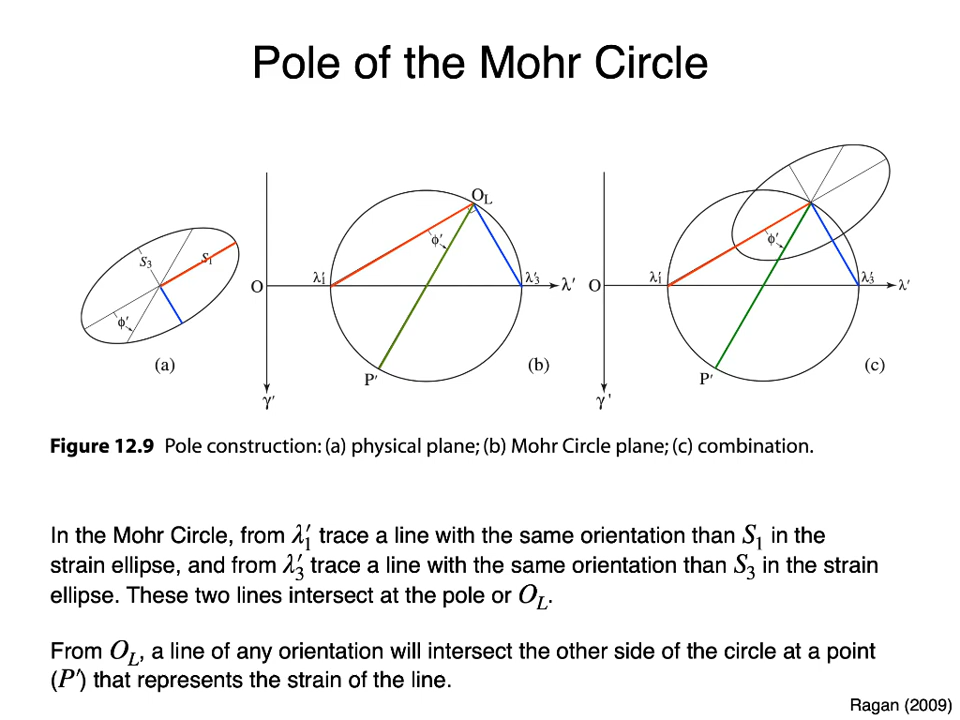 Pole of the Mohr Circle
S₃
S₁
ϕ′
(a)
O
γ′
λ′₁
O_L
ϕ′
λ′₃
λ′
P′
(b)
O
γ'
λ′₁
ϕ′
λ′₃
λ′
P′
(c)
Figure 12.9 Pole construction: (a) physical plane; (b) Mohr Circle plane; (c) combination.
In the Mohr Circle, from λ′₁ trace a line with the same orientation than S₁ in the
strain ellipse, and from λ′₃ trace a line with the same orientation than S₃ in the strain
ellipse. These two lines intersect at the pole or O_L.
From O_L, a line of any orientation will intersect the other side of the circle at a point
(P′) that represents the strain of the line.
Ragan (2009)